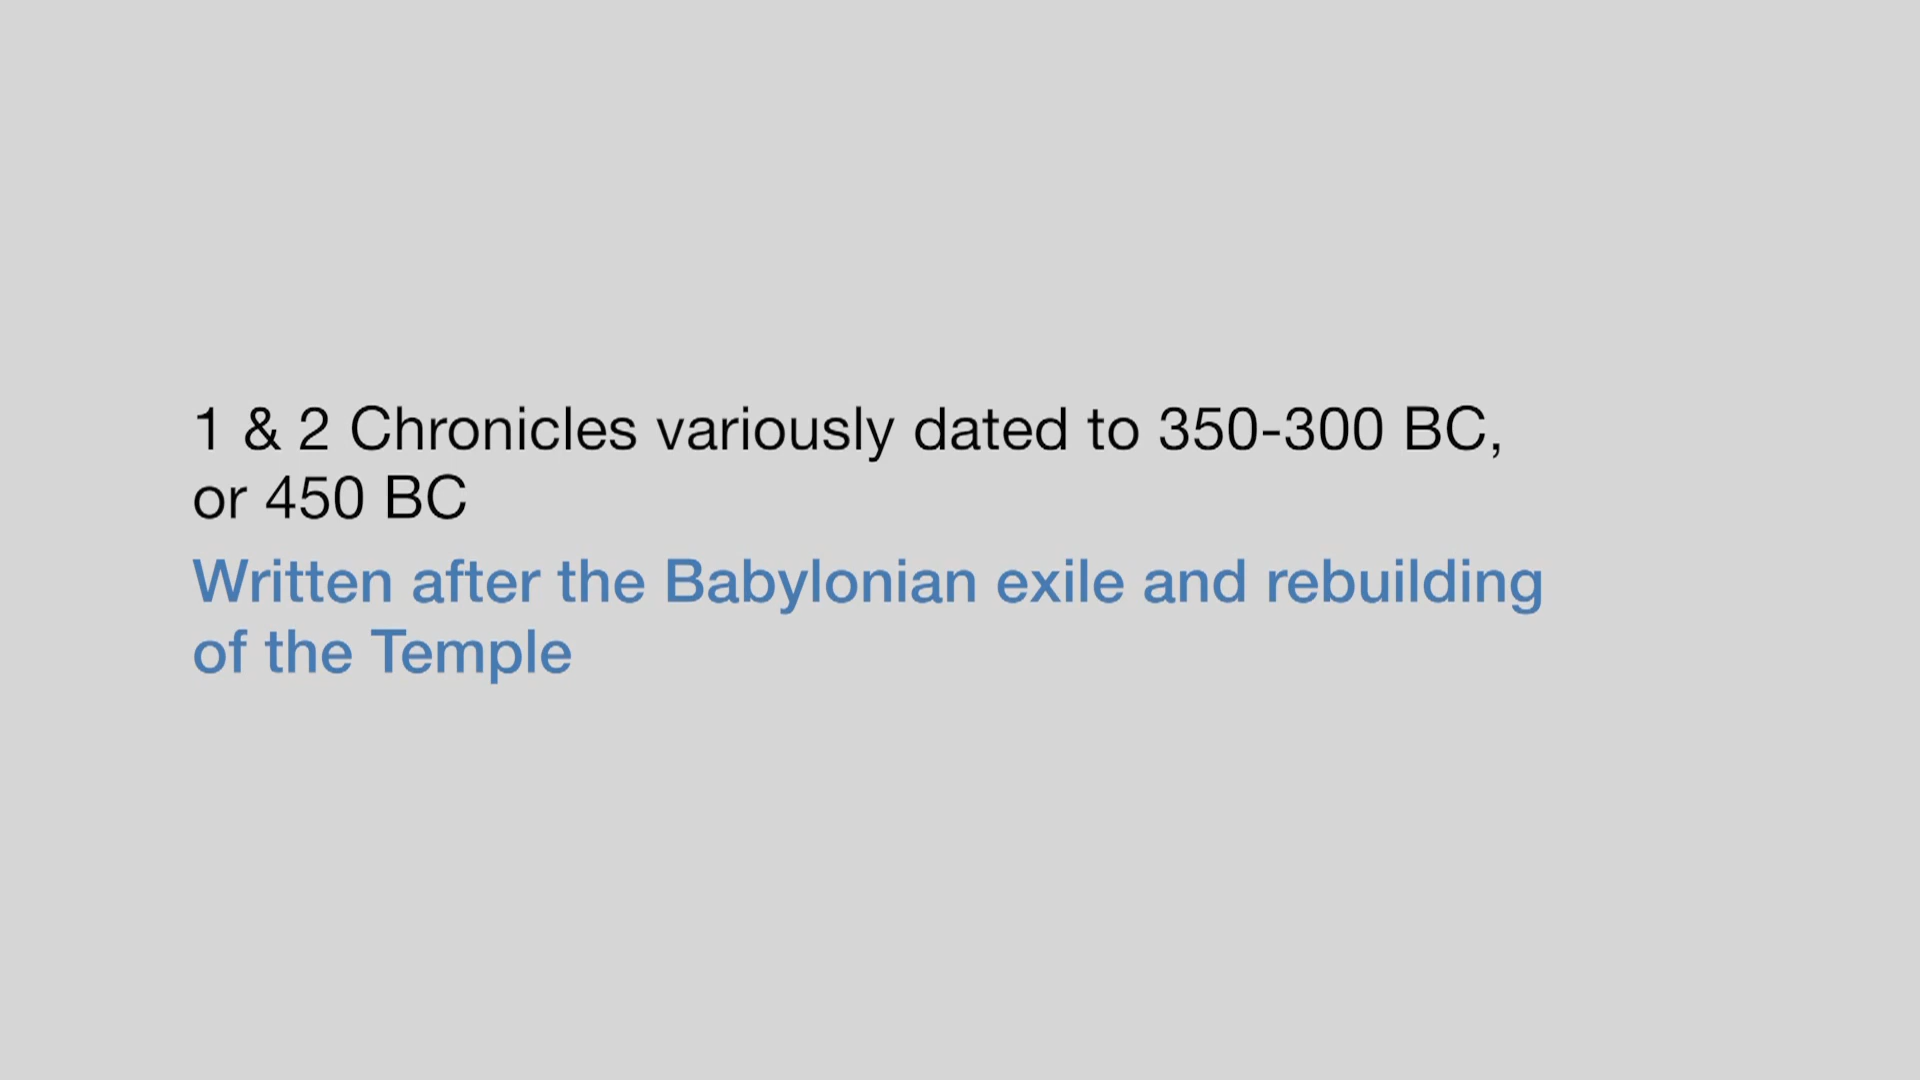 1 & 2 Chronicles variously dated to 350-300 BC,
or 450 BC
Written after the Babylonian exile and rebuilding
of the Temple